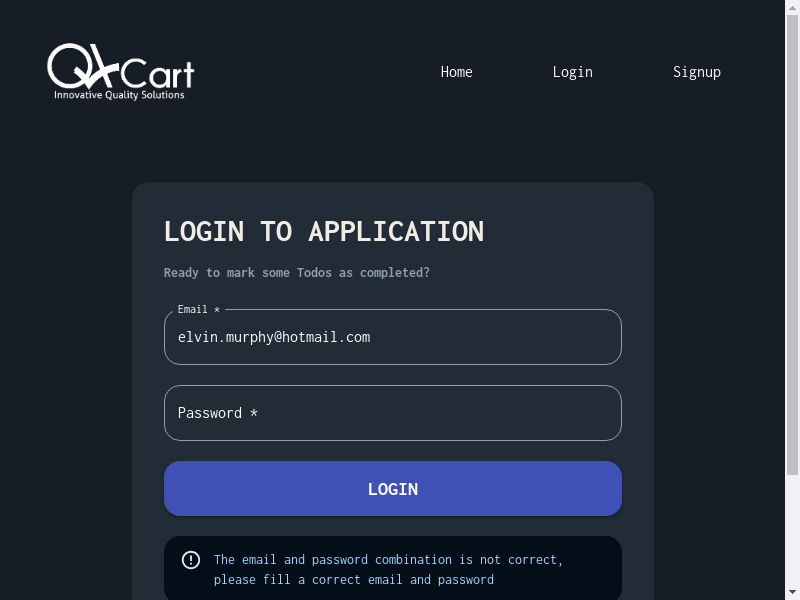 QACart
Innovative Quality Solutions
Home
Login
Signup
LOGIN TO APPLICATION
Ready to mark some Todos as completed?
Email *
elvin.murphy@hotmail.com
Password *
LOGIN
The email and password combination is not correct,
please fill a correct email and password